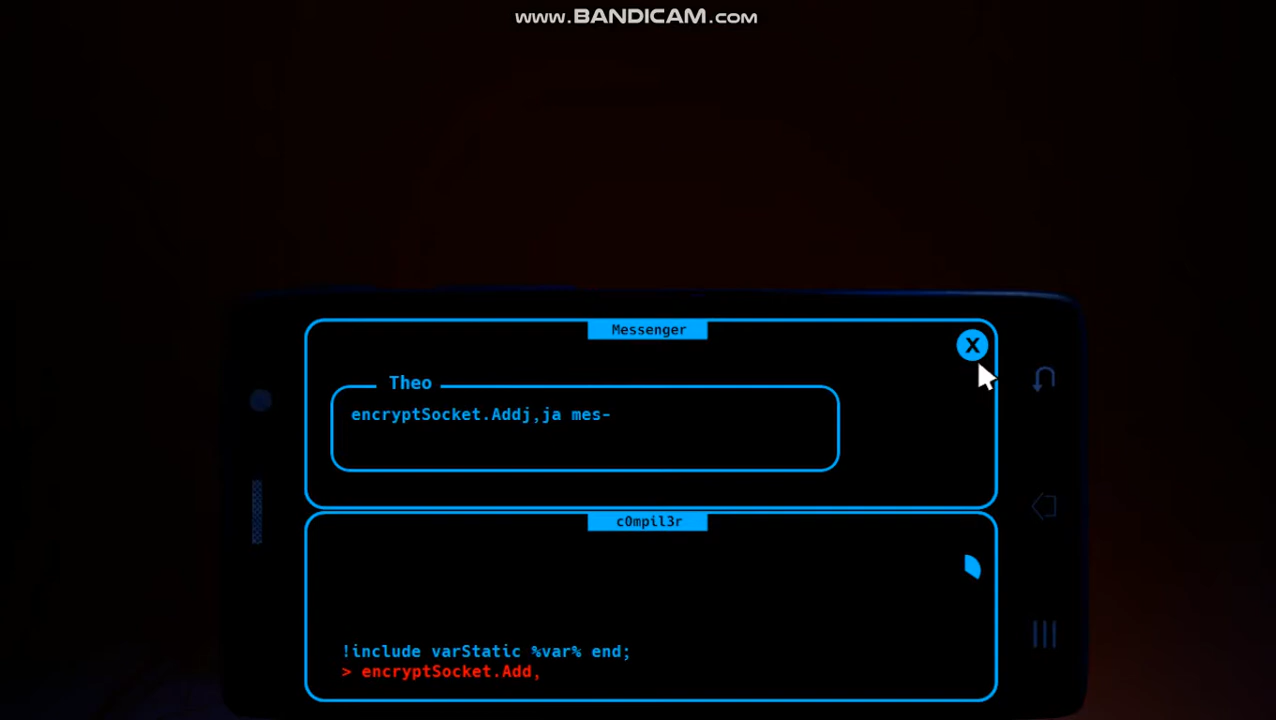 www.BANDICAM.COM
Messenger
X
Theo
encryptSocket.Addj,ja mes-
c0mpil3r
!include varStatic %var% end;
> encryptSocket.Add,